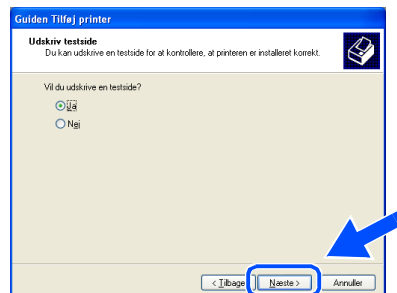 Guiden Tilføj printer
Udskriv testside
Du kan udskrive en testside for at kontrollere, at printeren er installeret korrekt.
Vil du udskrive en testside?
Ja
Nej
< Tilbage Næste > Annuller